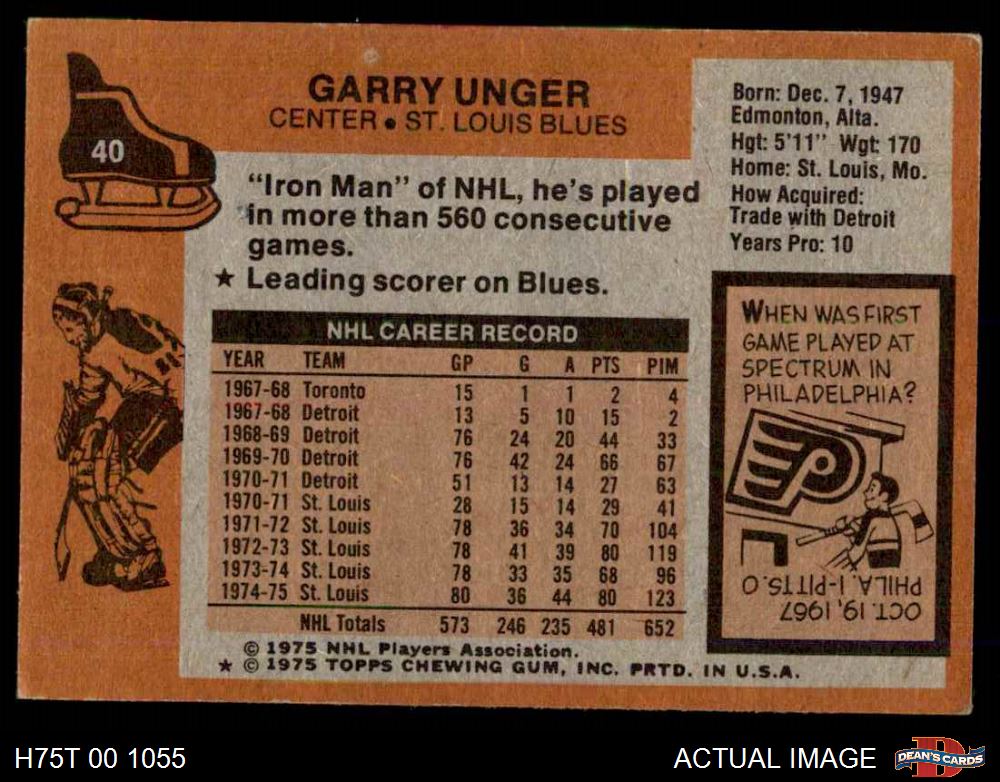 40
GARRY UNGER
CENTER • ST. LOUIS BLUES
"Iron Man" of NHL, he's played
in more than 560 consecutive
games.
★ Leading scorer on Blues.
Born: Dec. 7, 1947
Edmonton, Alta.
Hgt: 5'11" Wgt: 170
Home: St. Louis, Mo.
How Acquired:
Trade with Detroit
Years Pro: 10
NHL CAREER RECORD
YEAR TEAM GP G A PTS PIM
1967-68 Toronto 15 1 1 2 4
1967-68 Detroit 13 5 10 15 2
1968-69 Detroit 76 24 20 44 33
1969-70 Detroit 76 42 24 66 67
1970-71 Detroit 51 13 14 27 63
1970-71 St. Louis 28 15 14 29 41
1971-72 St. Louis 78 36 34 70 104
1972-73 St. Louis 78 41 39 80 119
1973-74 St. Louis 78 33 35 68 96
1974-75 St. Louis 80 36 44 80 123
NHL Totals 573 246 235 481 652
WHEN WAS FIRST
GAME PLAYED AT
SPECTRUM IN
PHILADELPHIA?
P
OCT. 19, 1967
PHILA. 1-PITTS. 0
© 1975 NHL Players Association.
★ © 1975 TOPPS CHEWING GUM, INC. PRTD. IN U.S.A.
H75T 00 1055
ACTUAL IMAGE
D
DEAN'S CARDS